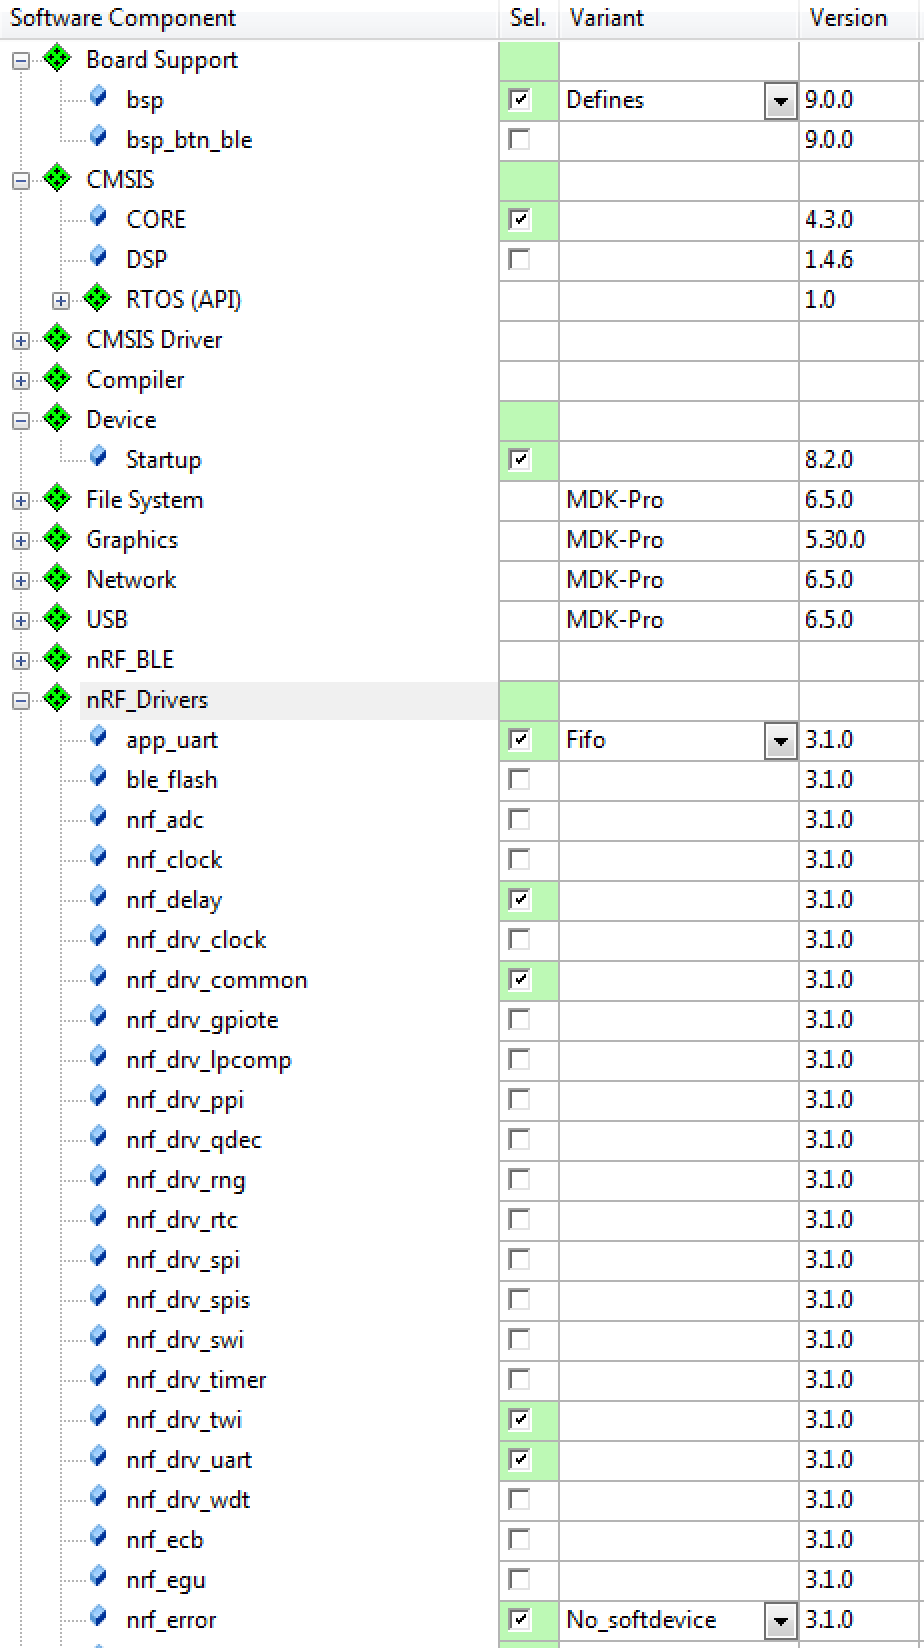 Software Component Sel. Variant Version
Board Support
bsp Defines 9.0.0
bsp_btn_ble 9.0.0
CMSIS
CORE 4.3.0
DSP 1.4.6
RTOS (API) 1.0
CMSIS Driver
Compiler
Device
Startup 8.2.0
File System MDK-Pro 6.5.0
Graphics MDK-Pro 5.30.0
Network MDK-Pro 6.5.0
USB MDK-Pro 6.5.0
nRF_BLE
nRF_Drivers
app_uart Fifo 3.1.0
ble_flash 3.1.0
nrf_adc 3.1.0
nrf_clock 3.1.0
nrf_delay 3.1.0
nrf_drv_clock 3.1.0
nrf_drv_common 3.1.0
nrf_drv_gpiote 3.1.0
nrf_drv_lpcomp 3.1.0
nrf_drv_ppi 3.1.0
nrf_drv_qdec 3.1.0
nrf_drv_rng 3.1.0
nrf_drv_rtc 3.1.0
nrf_drv_spi 3.1.0
nrf_drv_spis 3.1.0
nrf_drv_swi 3.1.0
nrf_drv_timer 3.1.0
nrf_drv_twi 3.1.0
nrf_drv_uart 3.1.0
nrf_drv_wdt 3.1.0
nrf_ecb 3.1.0
nrf_egu 3.1.0
nrf_error No_softdevice 3.1.0